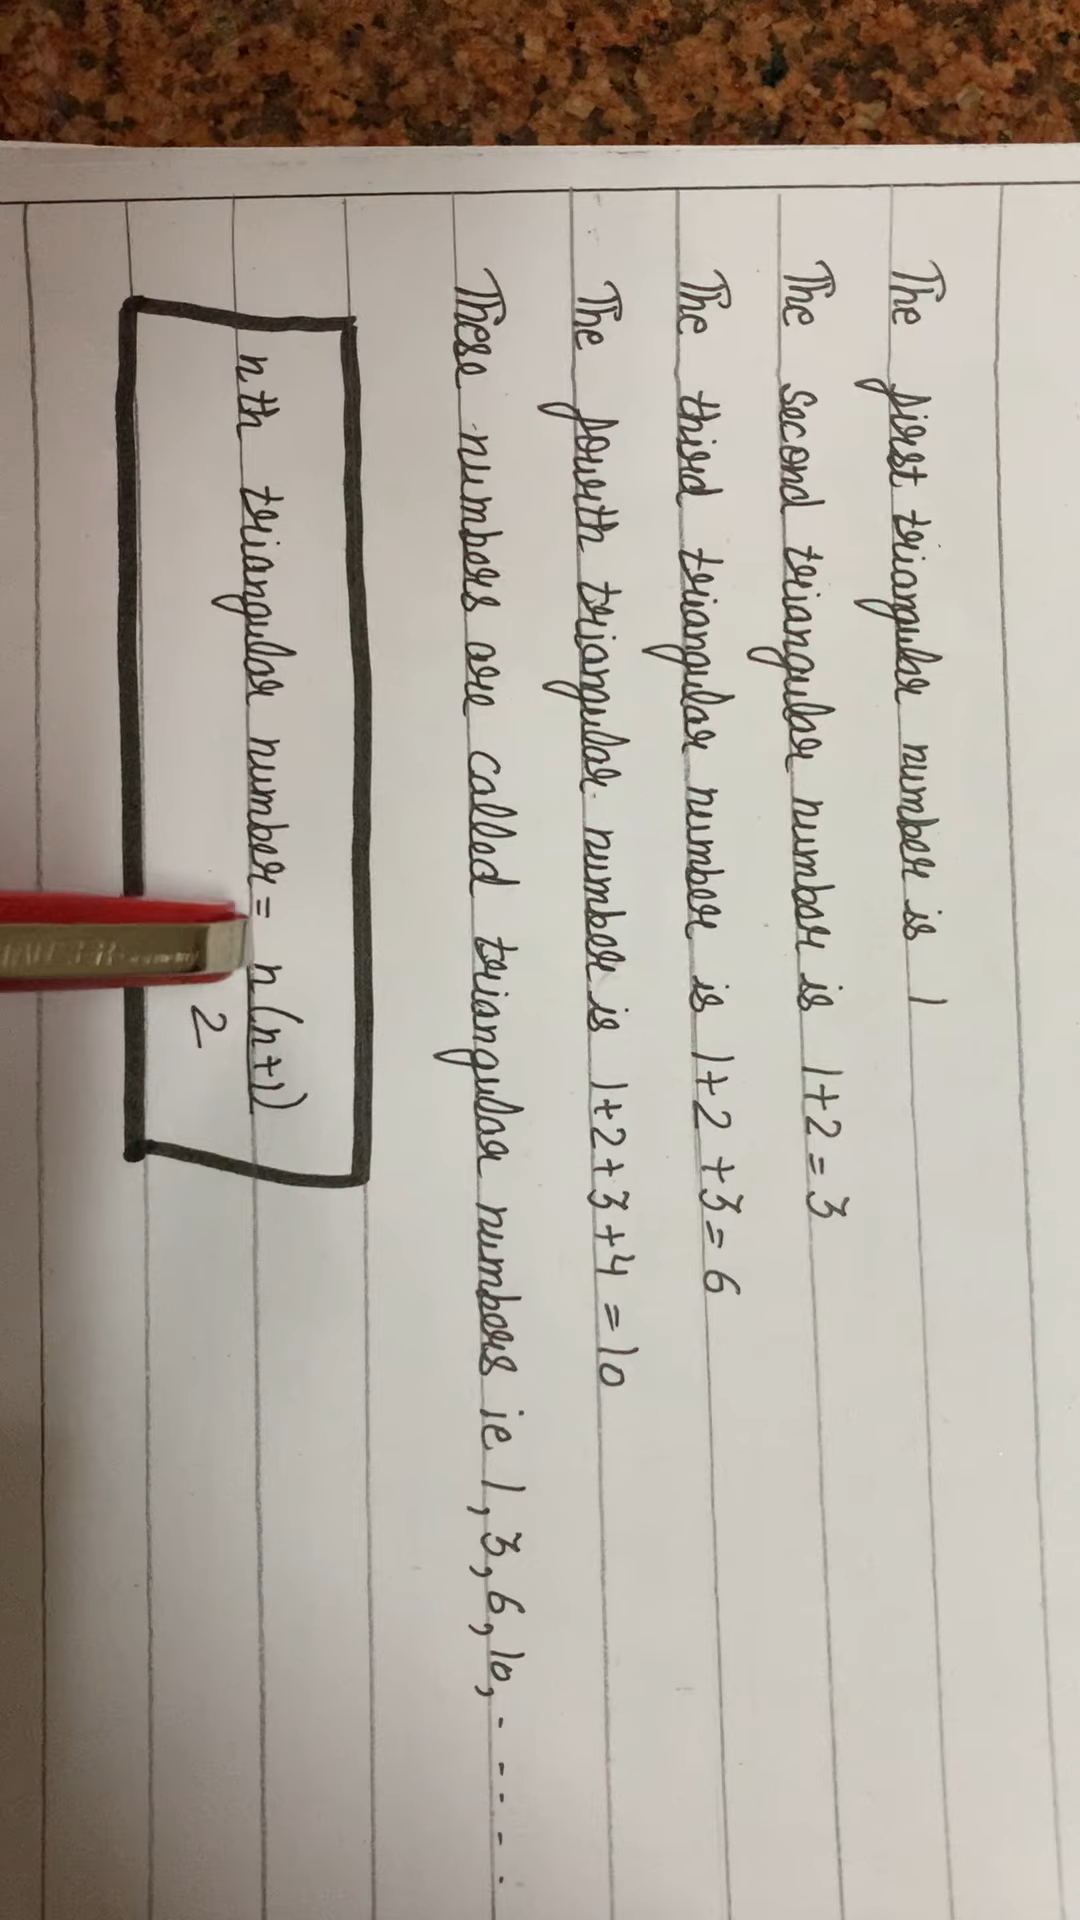 The first triangular number is 1
The second triangular number is 1+2=3
The third triangular number is 1+2+3=6
The fourth triangular number is 1+2+3+4=10
These numbers are called triangular numbers ie 1,3,6,10,-----
nth triangular number = n(n+1)
2